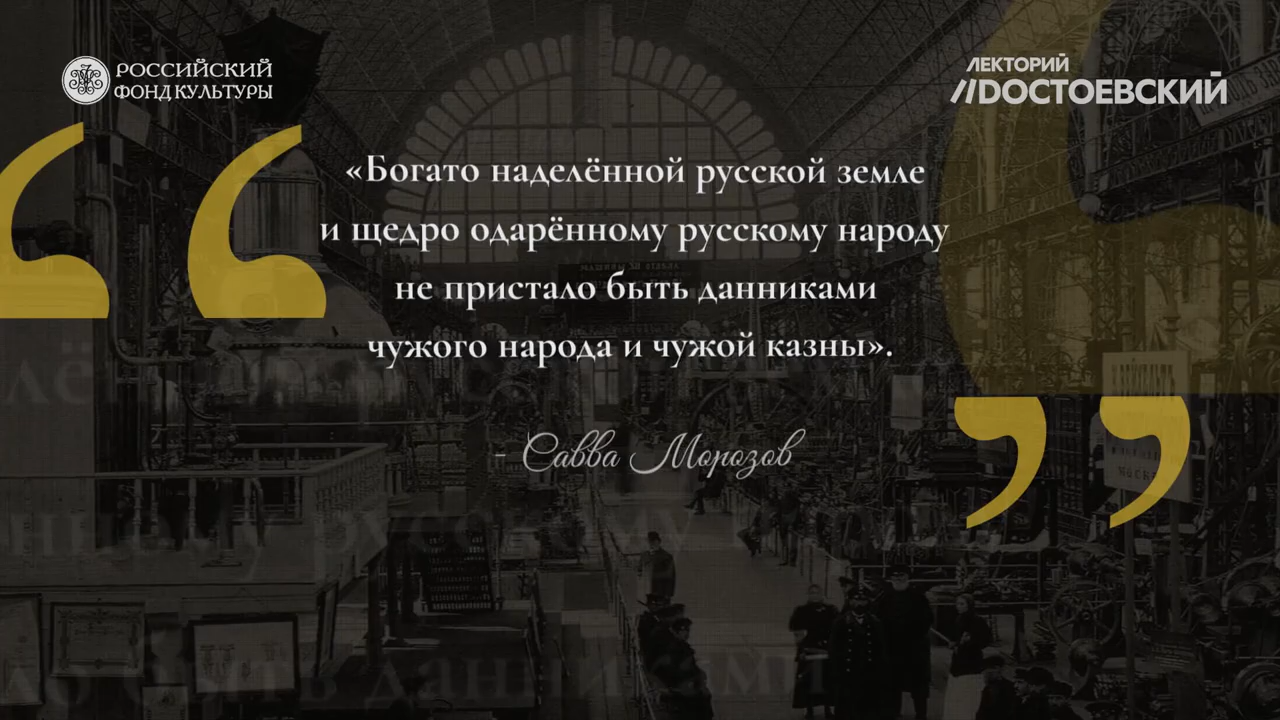 РОССИЙСКИЙ
ФОНД КУЛЬТУРЫ
ЛЕКТОРИЙ
ДОСТОЕВСКИЙ
«Богато наделённой русской земле
и щедро одарённому русскому народу
не пристало быть данниками
чужого народа и чужой казны».
- Савва Морозов